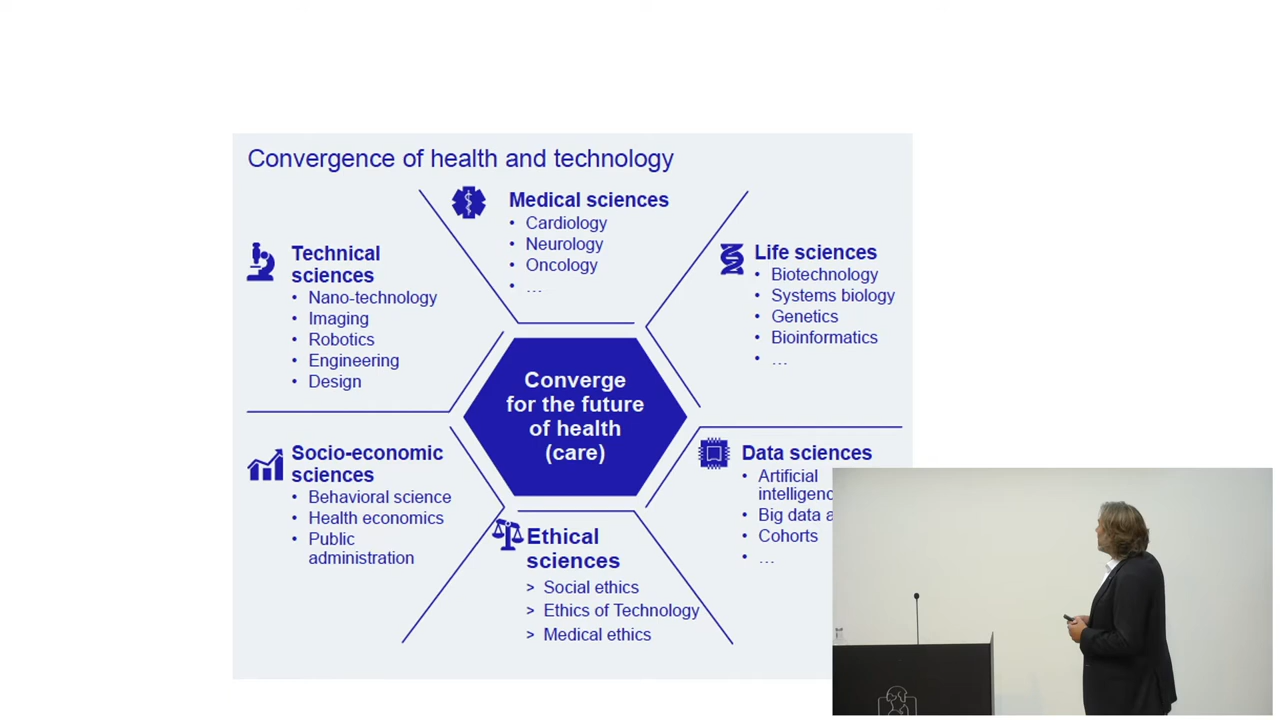 Convergence of health and technology
Medical sciences
• Cardiology
• Neurology
• Oncology
• ...
Technical
sciences
• Nano-technology
• Imaging
• Robotics
• Engineering
• Design
Life sciences
• Biotechnology
• Systems biology
• Genetics
• Bioinformatics
• ...
Converge
for the future
of health
(care)
Socio-economic
sciences
• Behavioral science
• Health economics
• Public
administration
Data sciences
• Artificial
• Big data
• Cohorts
• ...
Ethical
sciences
> Social ethics
> Ethics of Technology
> Medical ethics